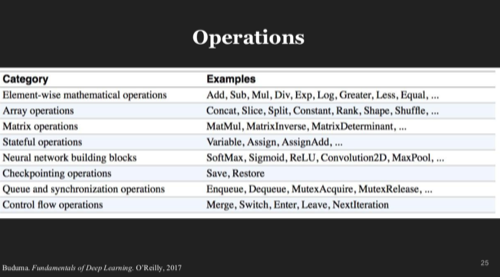 Operations
Category Examples
Element-wise mathematical operations Add, Sub, Mul, Div, Exp, Log, Greater, Less, Equal, ...
Array operations Concat, Slice, Split, Constant, Rank, Shape, Shuffle, ...
Matrix operations MatMul, MatrixInverse, MatrixDeterminant, ...
Stateful operations Variable, Assign, AssignAdd, ...
Neural network building blocks SoftMax, Sigmoid, ReLU, Convolution2D, MaxPool, ...
Checkpointing operations Save, Restore
Queue and synchronization operations Enqueue, Dequeue, MutexAcquire, MutexRelease, ...
Control flow operations Merge, Switch, Enter, Leave, NextIteration
Buduma. Fundamentals of Deep Learning. O'Reilly, 2017
25